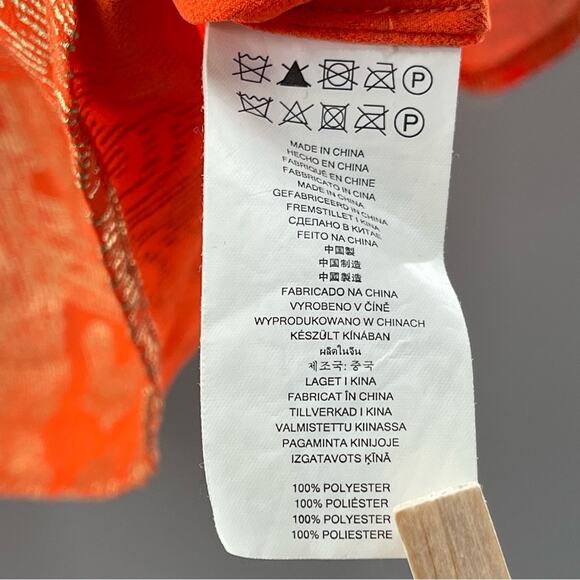 P
P
MADE IN CHINA
HECHO EN CHINA
FABRIQUÉ EN CHINE
FABBRICATO IN CINA
MADE IN CHINA
GEFABRICEERD IN CHINA
FREMSTILLET I KINA
СДЕЛАНО В КИТАЕ
FEITO NA CHINA
中国製
中国制造
中國製造
FABRICADO NA CHINA
VYROBENO V ČÍNĚ
WYPRODUKOWANO W CHINACH
KÉSZÜLT KÍNÁBAN
ผลิตในจีน
제조국: 중국
LAGET I KINA
FABRICAT ÎN CHINA
TILLVERKAD I KINA
VALMISTETTU KIINASSA
PAGAMINTA KINIJOJE
IZGATAVOTS ĶĪNĀ
100% POLYESTER
100% POLIÉSTER
100% POLYESTER
100% POLIESTERE